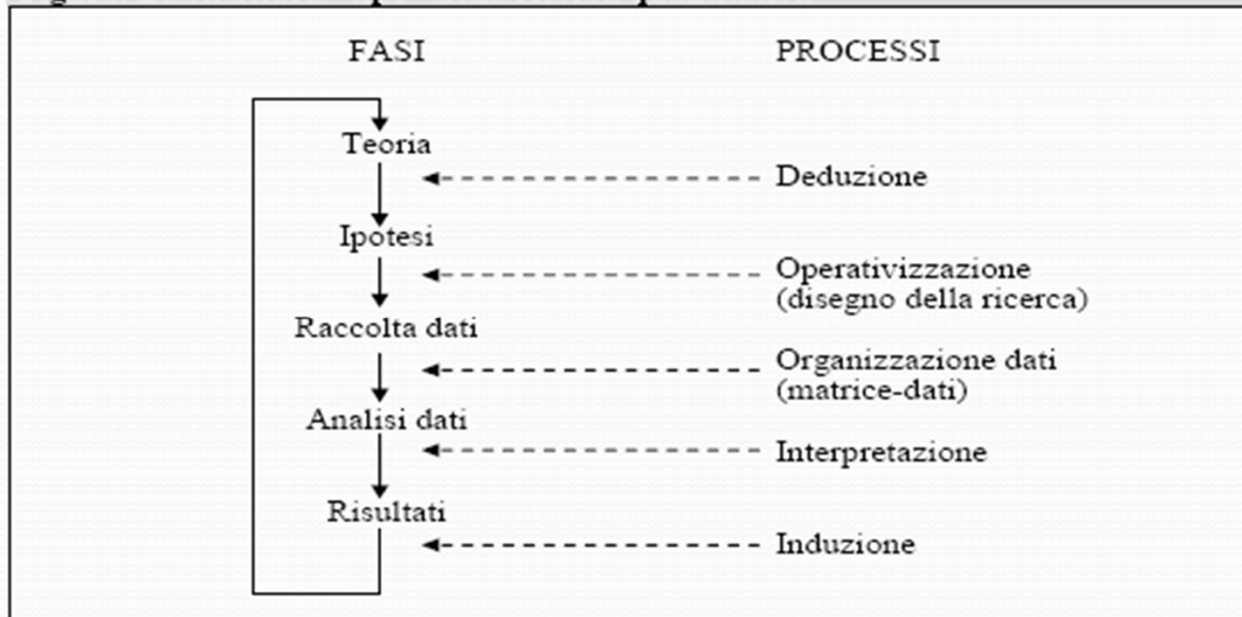 FASI PROCESSI
Teoria
Deduzione
Ipotesi
Operativizzazione
(disegno della ricerca)
Raccolta dati
Organizzazione dati
(matrice-dati)
Analisi dati
Interpretazione
Risultati
Induzione